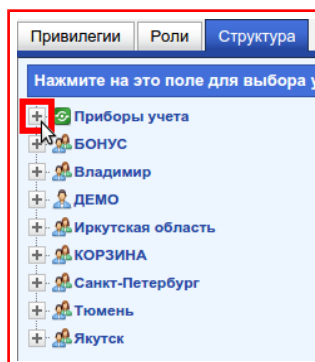 Привилегии Роли Структура
Нажмите на это поле для выбора
Приборы учета
БОНУС
Владимир
ДЕМО
Иркутская область
КОРЗИНА
Санкт-Петербург
Тюмень
Якутск